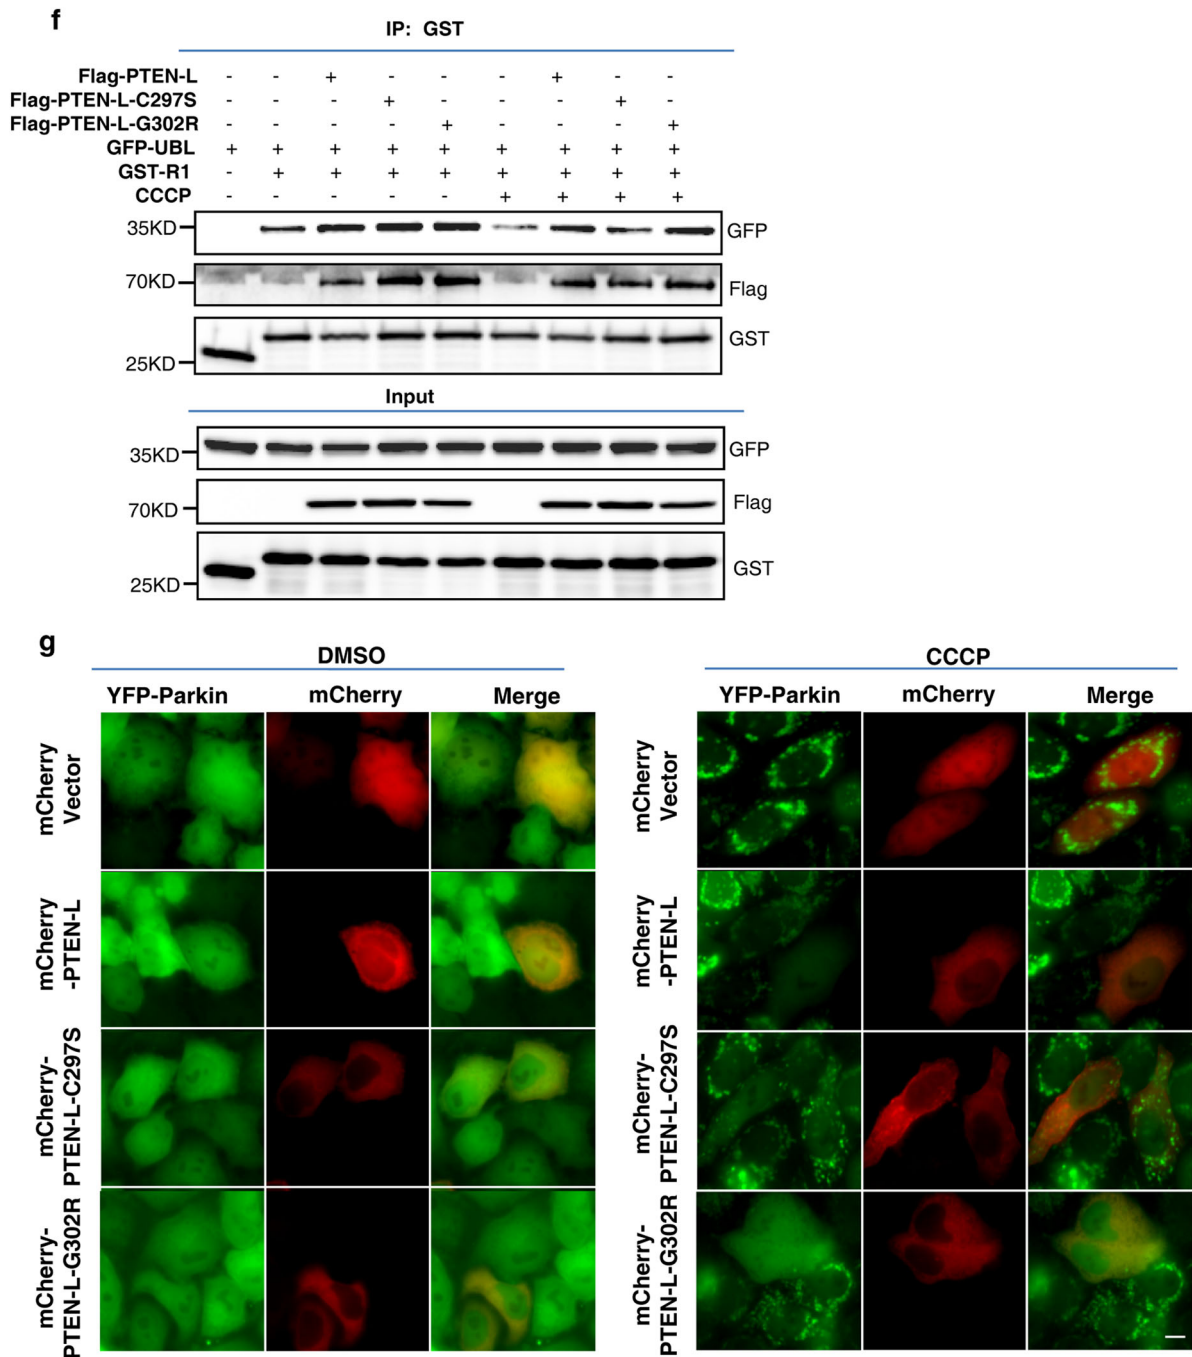 f
IP: GST
Flag-PTEN-L - - + - - - + - -
Flag-PTEN-L-C297S - - - + - - - + -
Flag-PTEN-L-G302R - - - - + - - - +
GFP-UBL + + + + + + + + +
GST-R1 - + + + + + + + +
CCCP - - - - - + + + +
35KD GFP
70KD Flag
GST
25KD
Input
35KD GFP
70KD Flag
GST
25KD
g
DMSO CCCP
YFP-Parkin mCherry Merge YFP-Parkin mCherry Merge
mCherry
Vector
mCherry
Vector
mCherry
-PTEN-L
mCherry
-PTEN-L
mCherry-
PTEN-L-C297S
mCherry-
PTEN-L-C297S
mCherry-
PTEN-L-G302R
mCherry-
PTEN-L-G302R